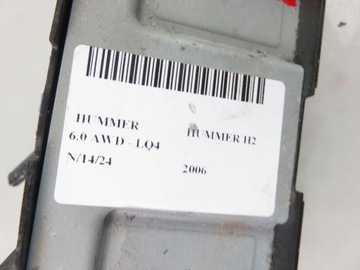 HUMMER HUMMER H2
6.0 AWD - LQ4
N/14/24 2006